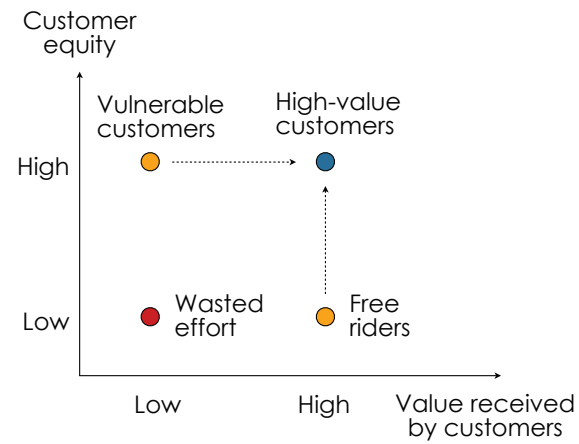 Customer
equity
Vulnerable
customers
High-value
customers
High
Low
Wasted
effort
Free
riders
Low
High
Value received
by customers